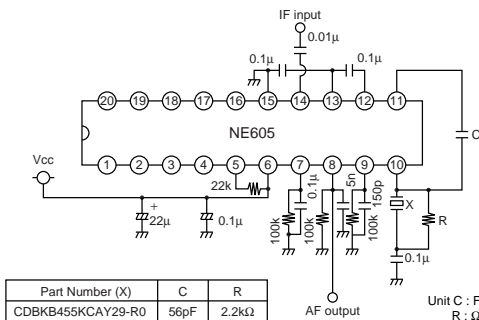 IF input
0.01µ
0.1µ
0.1µ
20 19 18 17 16 15 14 13 12 11
C
NE605
Vcc
1 2 3 4 5 6 7 8 9 10
22k
+
22µ
0.1µ
100k
0.1µ
100k
5n
100k
150p
X
R
0.1µ
Part Number (X) C R
CDBKB455KCAY29-R0 56pF 2.2kΩ
AF output
Unit C : F
R : Ω